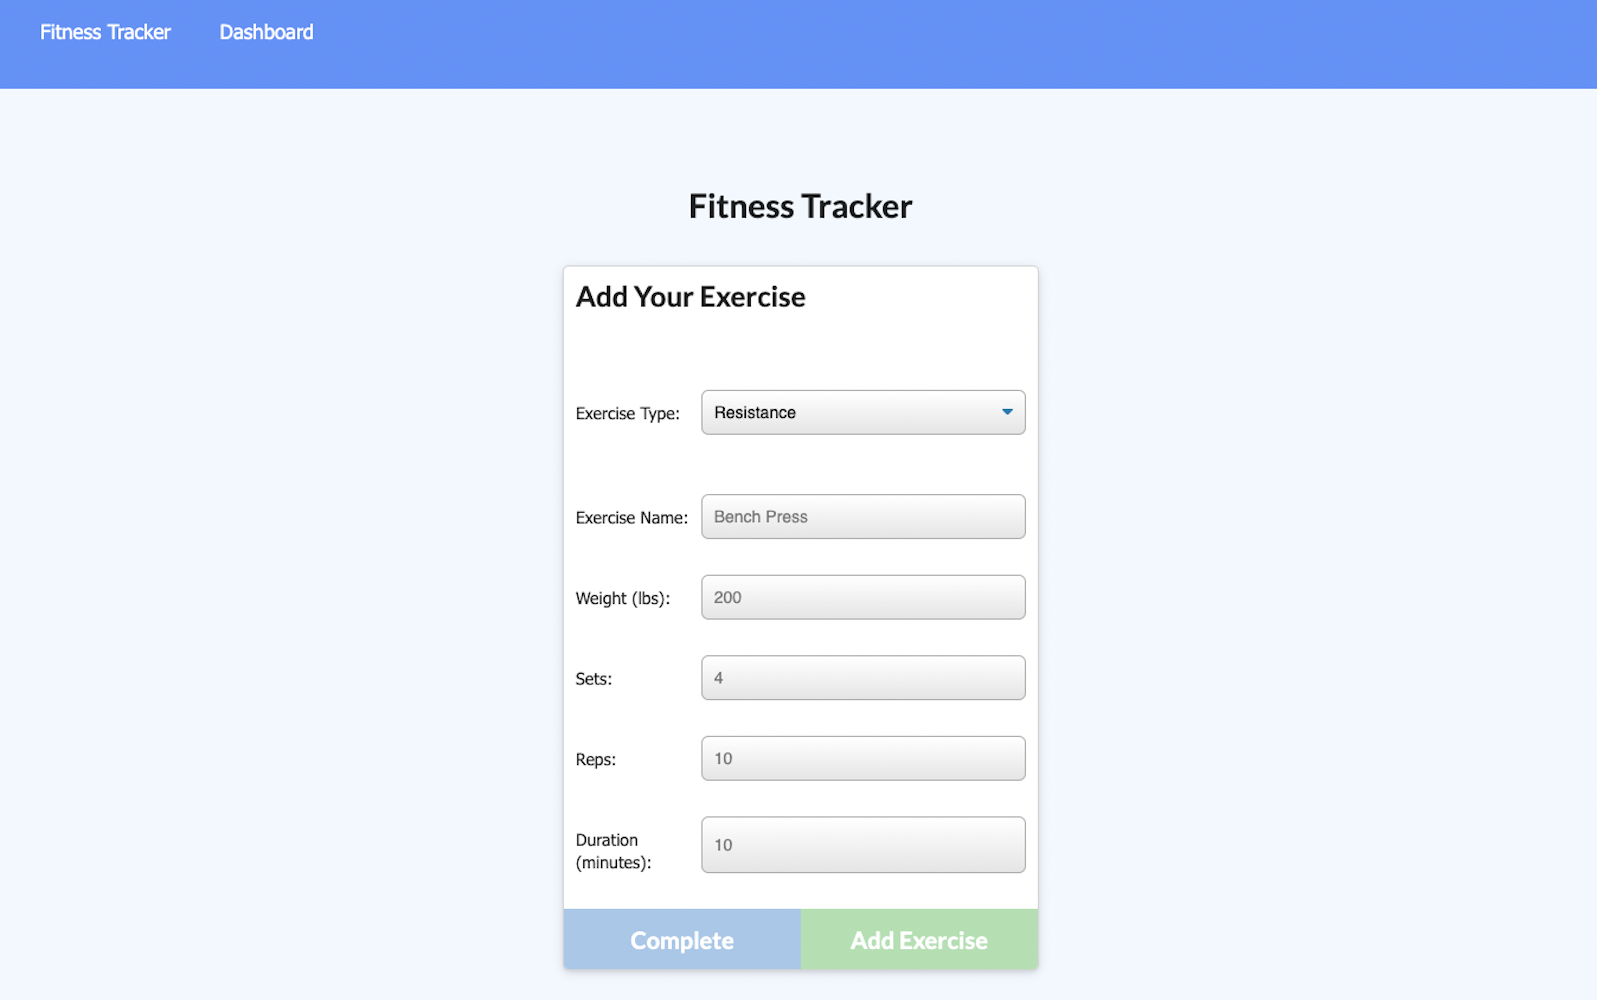 Fitness Tracker Dashboard
Fitness Tracker
Add Your Exercise
Exercise Type: Resistance
Exercise Name: Bench Press
Weight (lbs): 200
Sets: 4
Reps: 10
Duration (minutes): 10
Complete Add Exercise